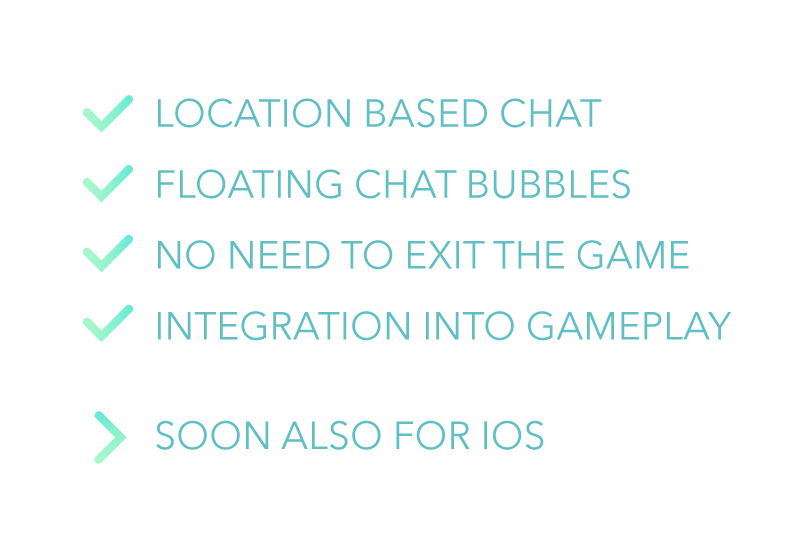 LOCATION BASED CHAT
FLOATING CHAT BUBBLES
NO NEED TO EXIT THE GAME
INTEGRATION INTO GAMEPLAY
SOON ALSO FOR IOS